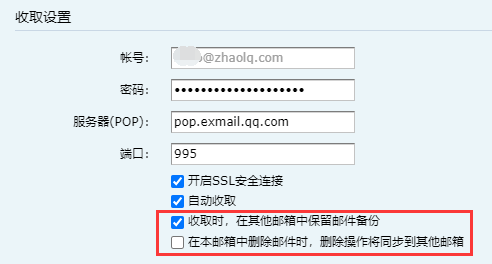 收取设置
帐号： @zhaolq.com
密码： ••••••••••••••••••••
服务器(POP)： pop.exmail.qq.com
端口： 995
开启SSL安全连接
自动收取
收取时，在其他邮箱中保留邮件备份
在本邮箱中删除邮件时，删除操作将同步到其他邮箱